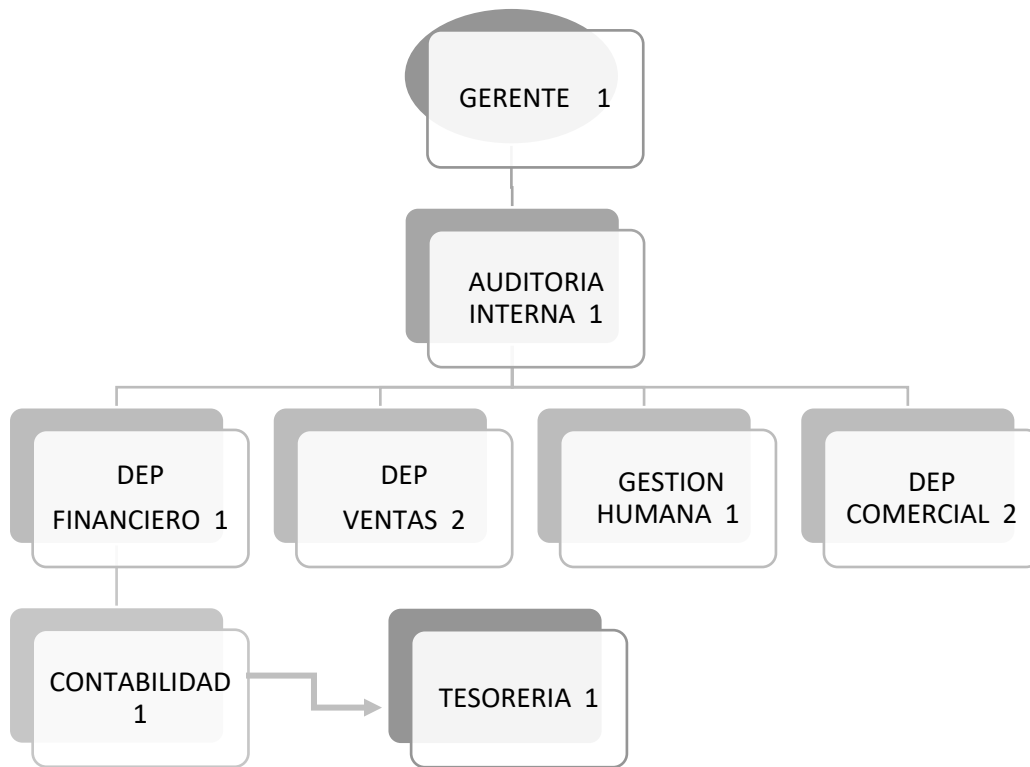 GERENTE 1
AUDITORIA
INTERNA 1
DEP
FINANCIERO 1
DEP
VENTAS 2
GESTION
HUMANA 1
DEP
COMERCIAL 2
CONTABILIDAD
1
TESORERIA 1